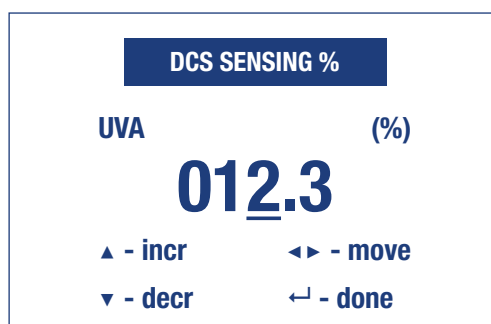 DCS SENSING %
UVA (%)
012.3
▲ - incr ◄► - move
▼ - decr ↵ - done